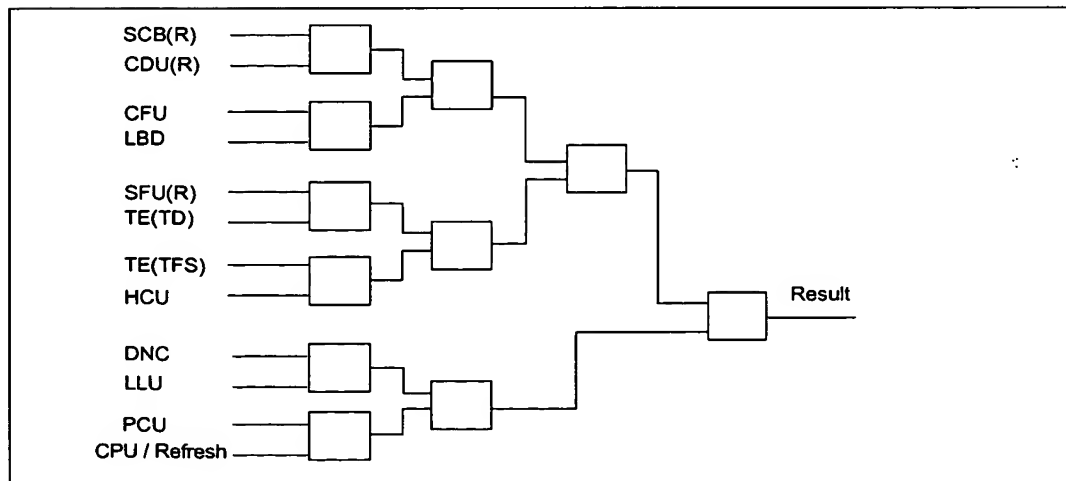 SCB(R)
CDU(R)
CFU
LBD
SFU(R)
TE(TD)
TE(TFS)
HCU
Result
DNC
LLU
PCU
CPU / Refresh